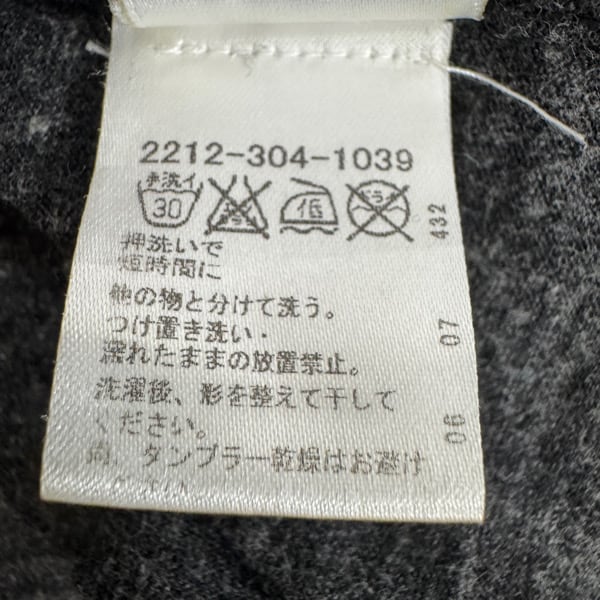 2212-304-1039
手洗イ
30
低
ドライ
押洗いで
短時間に
他の物と分けて洗う。
つけ置き洗い・
濡れたままの放置禁止。
洗濯後、形を整えて干して
ください。
尚、タンブラー乾燥はお避け
432
07
06